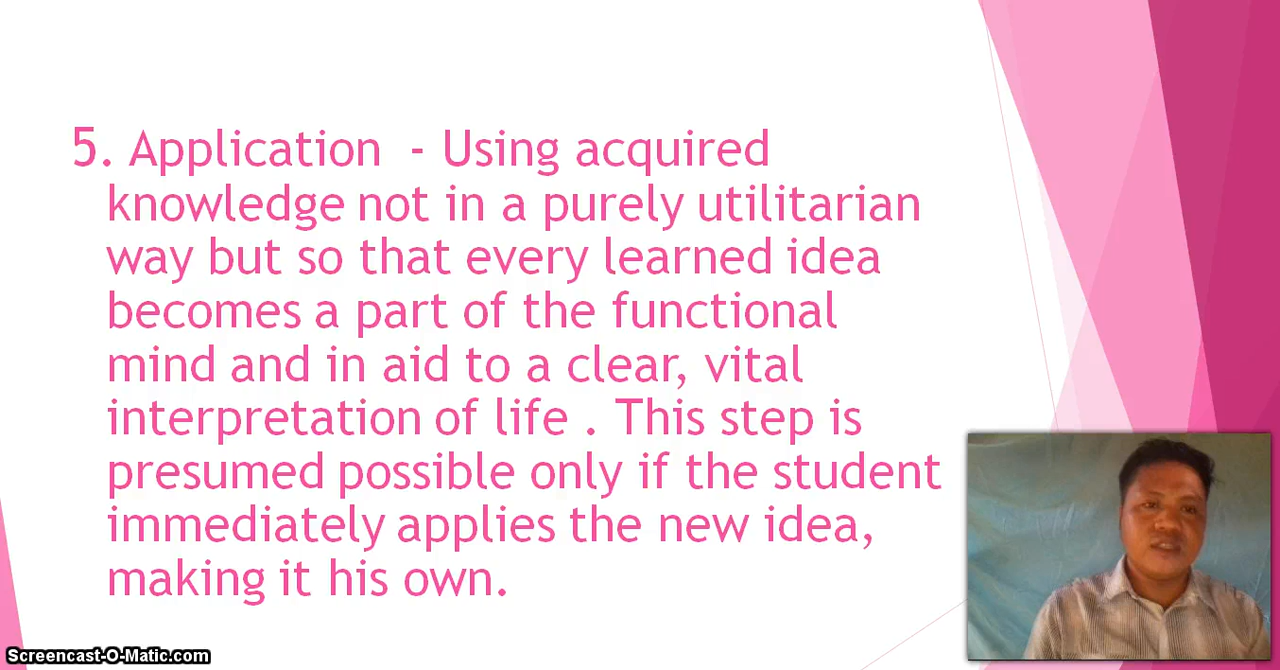 5. Application - Using acquired
knowledge not in a purely utilitarian
way but so that every learned idea
becomes a part of the functional
mind and in aid to a clear, vital
interpretation of life . This step is
presumed possible only if the student
immediately applies the new idea,
making it his own.
Screencast-O-Matic.com